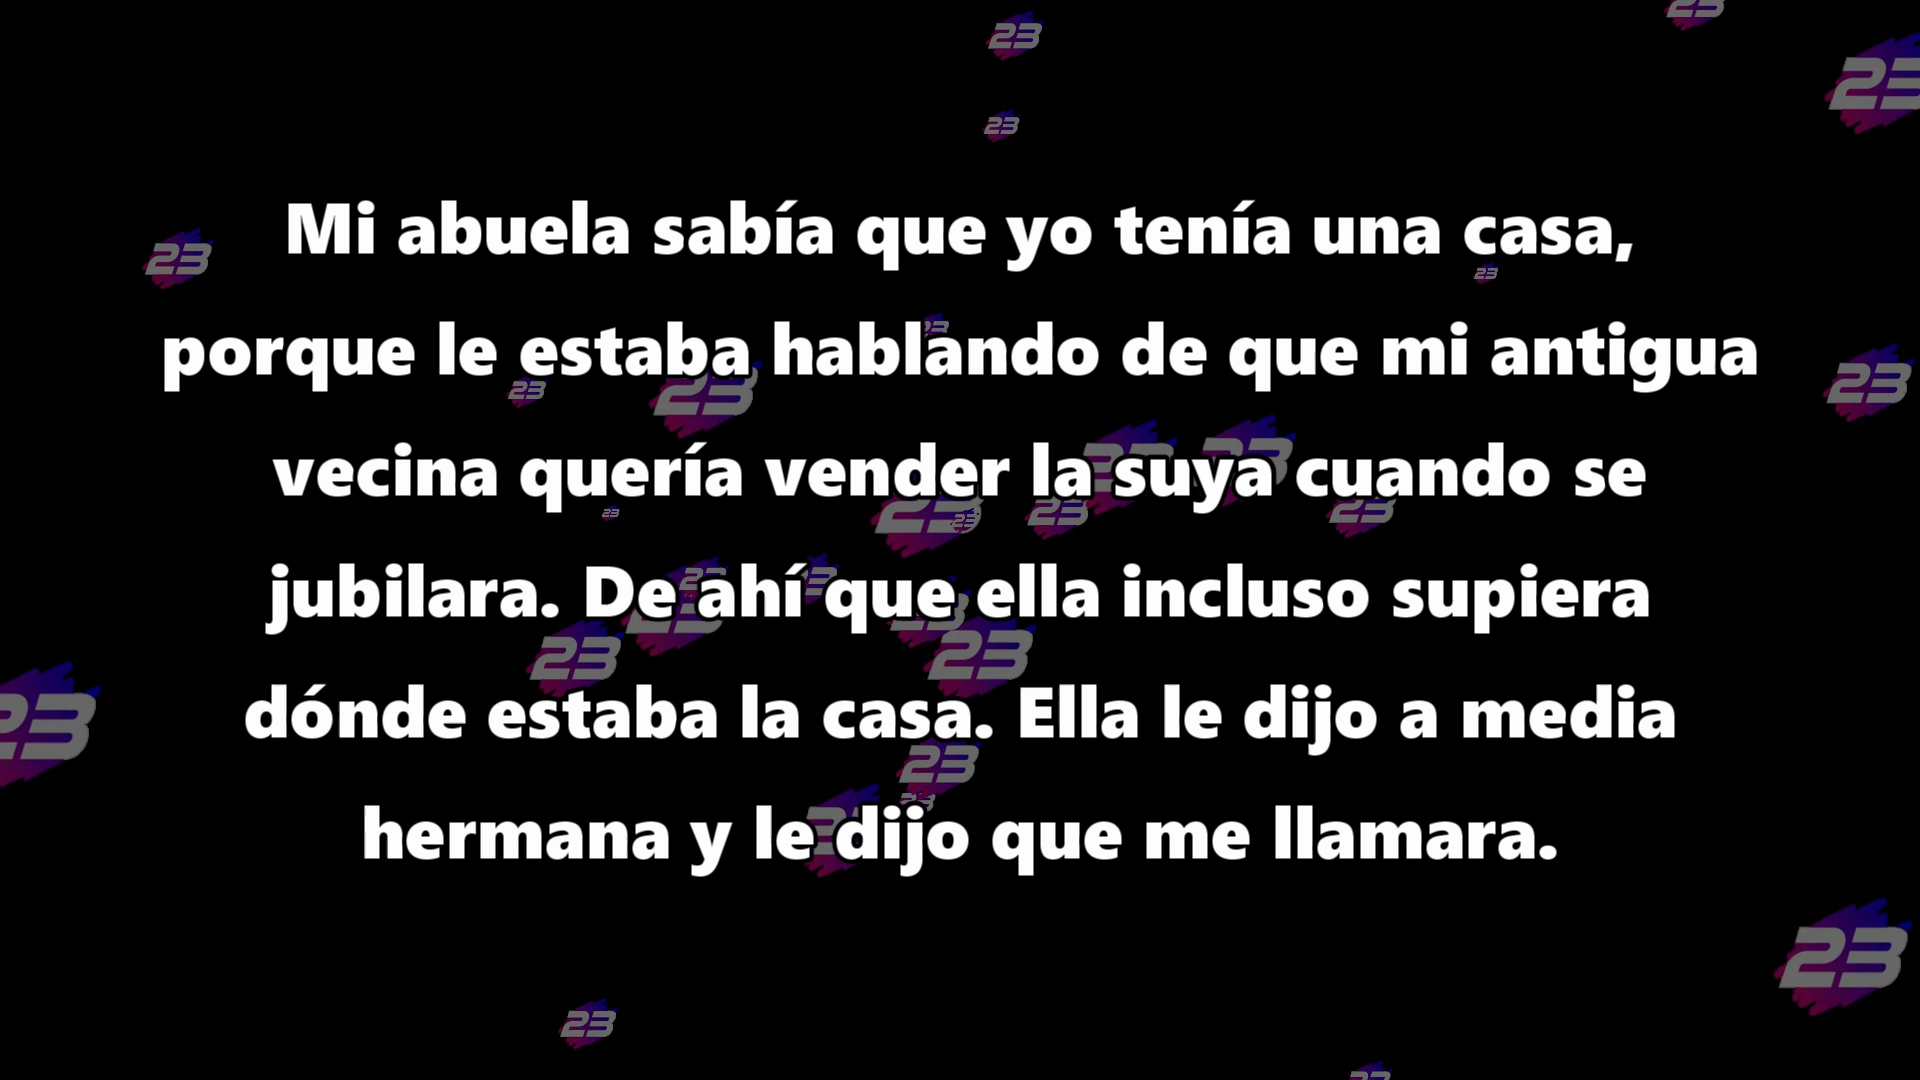 Mi abuela sabía que yo tenía una casa,
porque le estaba hablando de que mi antigua
vecina quería vender la suya cuando se
jubilara. De ahí que ella incluso supiera
dónde estaba la casa. Ella le dijo a media
hermana y le dijo que me llamara.